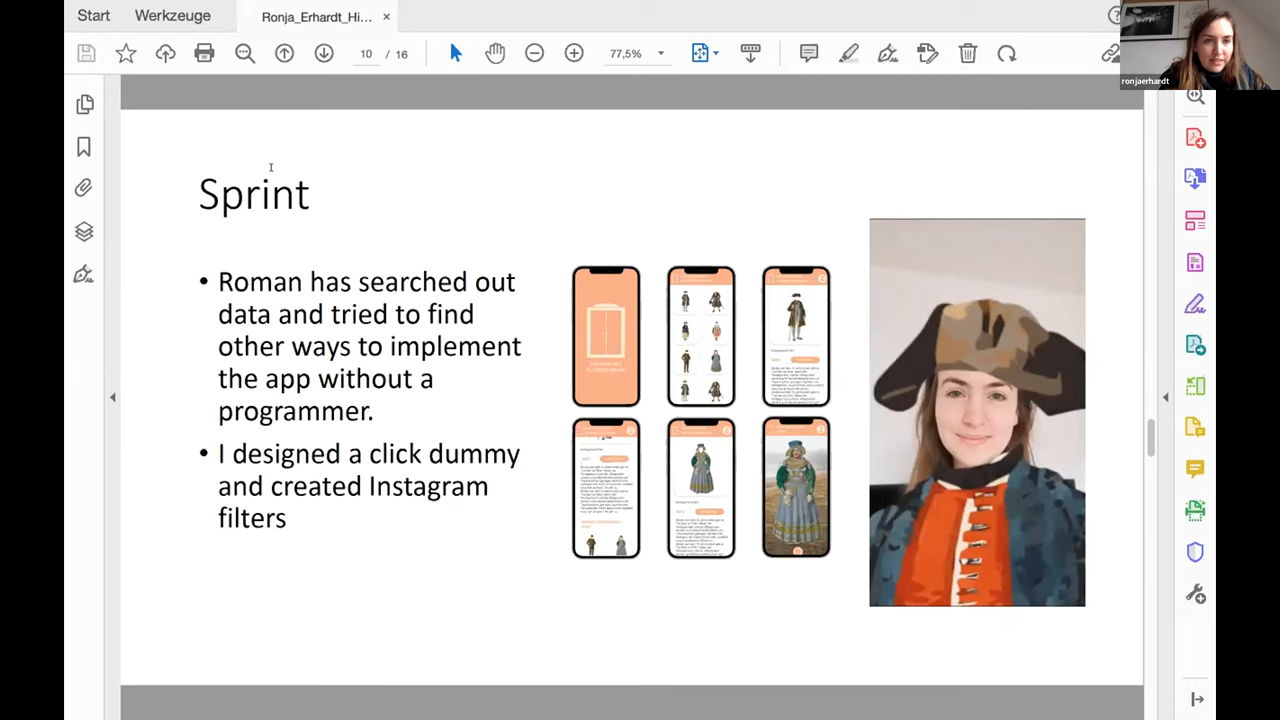 Start
Werkzeuge
Ronja_Erhardt_Hi...
10 / 16
77,5%
ronjaerhardt
Sprint
• Roman has searched out
data and tried to find
other ways to implement
the app without a
programmer.
• I designed a click dummy
and created Instagram
filters